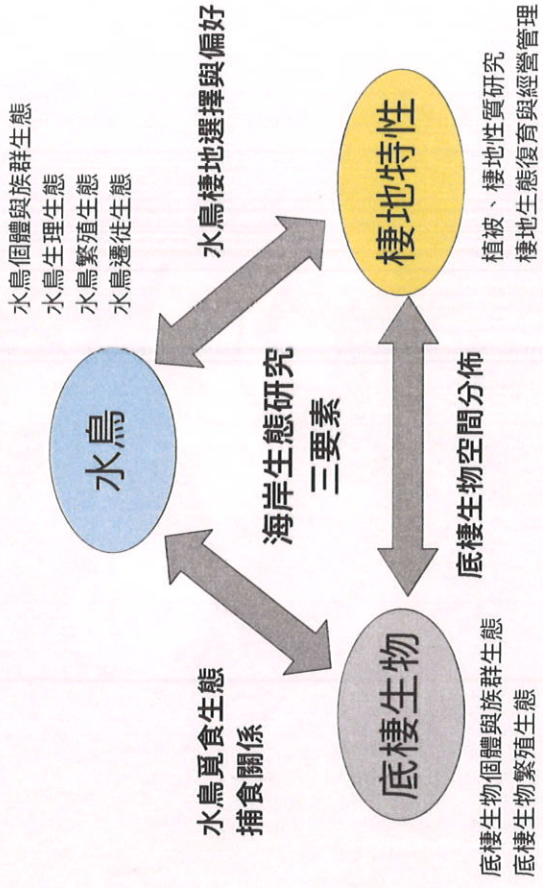 水鳥個體與族群生態
水鳥生理生態
水鳥繁殖生態
水鳥遷徙生態
水鳥
水鳥覓食生態
捕食關係
水鳥棲地選擇與偏好
海岸生態研究
三要素
底棲生物
棲地特性
底棲生物空間分佈
底棲生物個體與族群生態
底棲生物繁殖生態
植被、棲地性質研究
棲地生態復育與經營管理